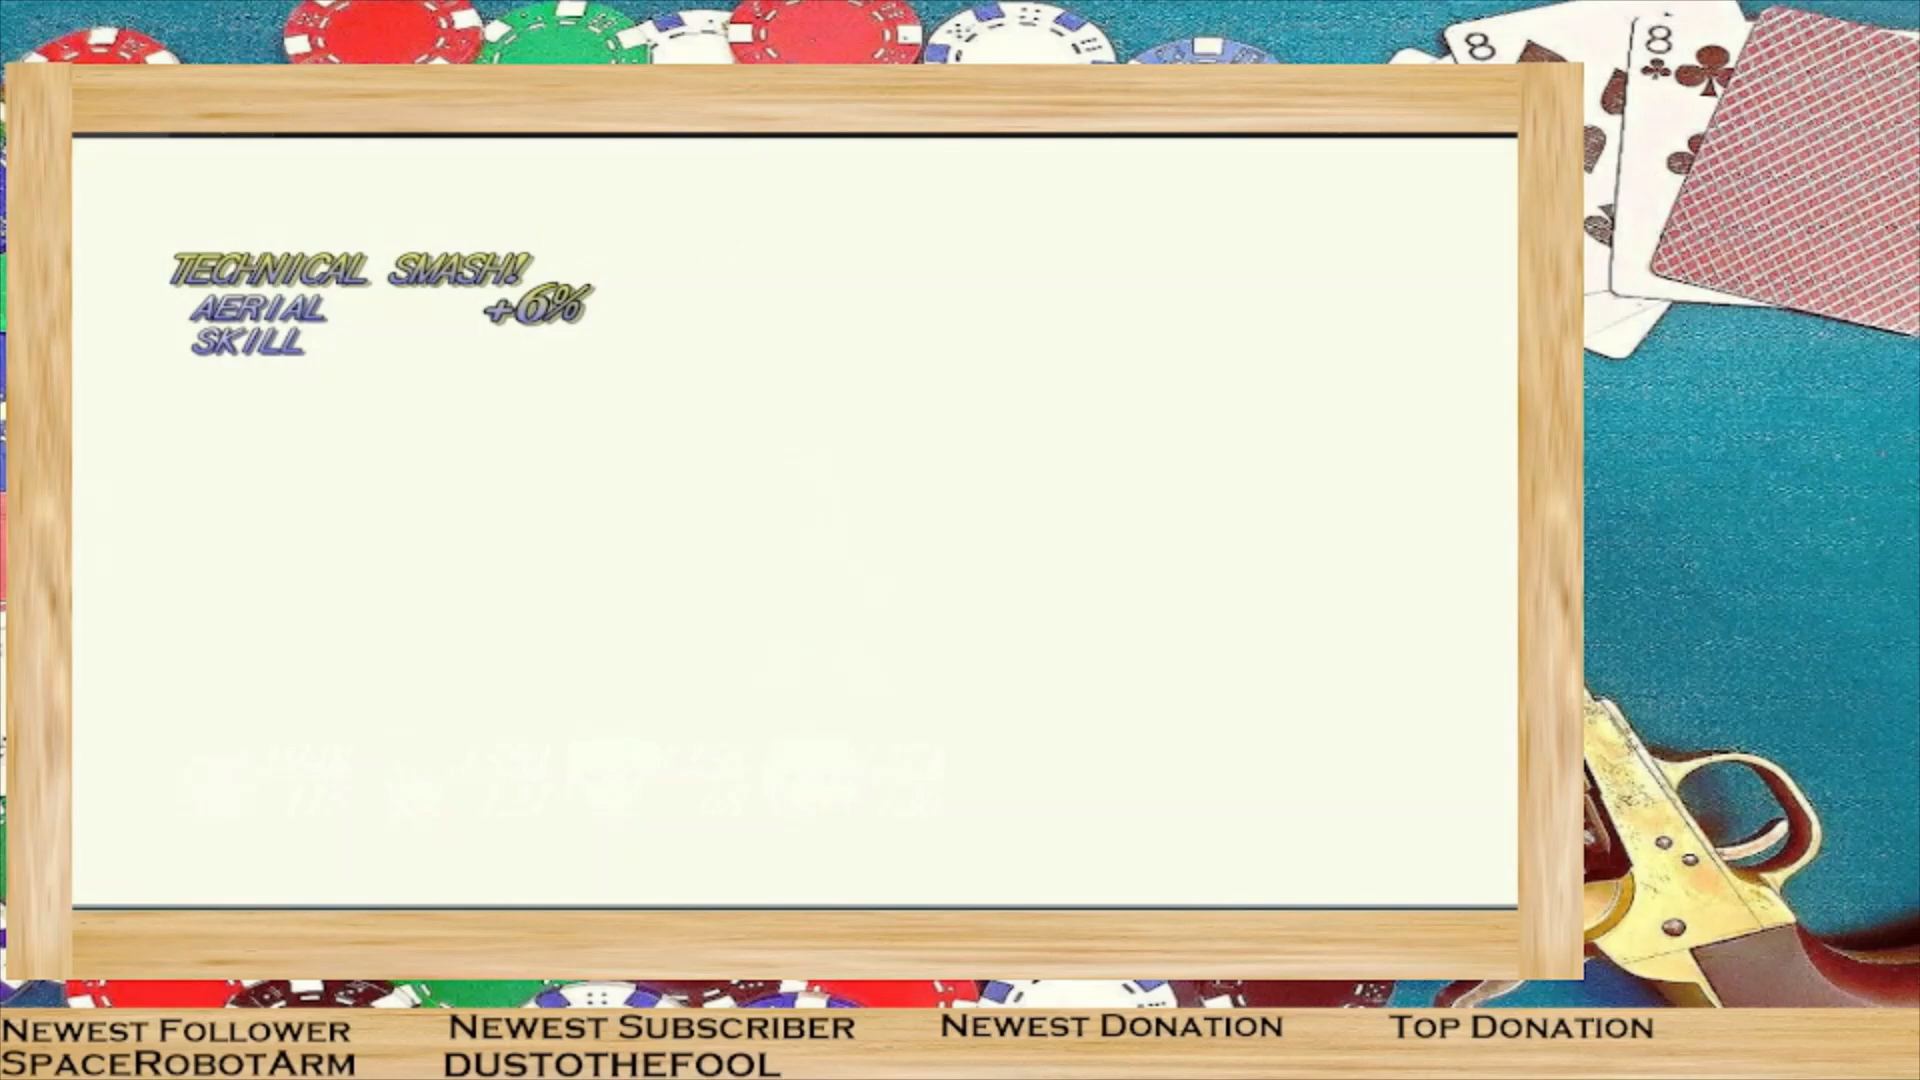 8
8
TECHNICAL SMASH!
AERIAL +6%
SKILL
NEWEST FOLLOWER
SPACEROBOTARM
NEWEST SUBSCRIBER
DUSTOTHEFOOL
NEWEST DONATION
TOP DONATION